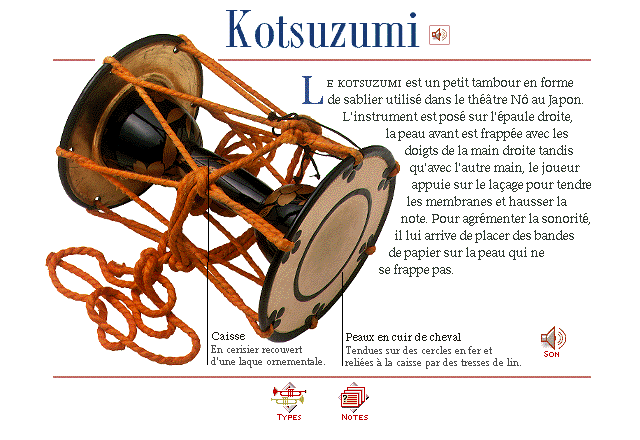 Kotsuzumi
LE KOTSUZUMI est un petit tambour en forme
de sablier utilisé dans le théâtre Nô au Japon.
L'instrument est posé sur l'épaule droite,
la peau avant est frappée avec les
doigts de la main droite tandis
qu'avec l'autre main, le joueur
appuie sur le laçage pour tendre
les membranes et hausser la
note. Pour agrémenter la sonorité,
il lui arrive de placer des bandes
de papier sur la peau qui ne
se frappe pas.
Caisse
En cerisier recouvert
d'une laque ornementale.
Peaux en cuir de cheval
Tendues sur des cercles en fer et
reliées à la caisse par des tresses de lin.
SON
TYPES
NOTES